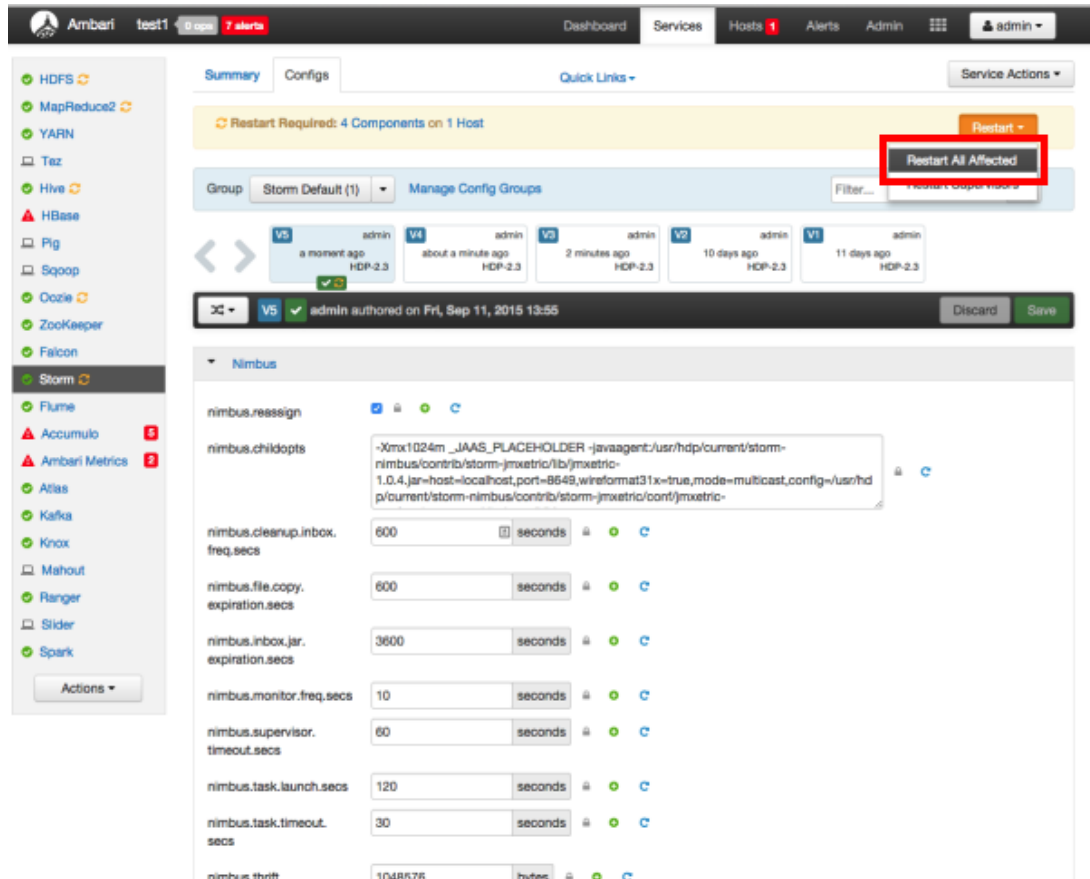 Ambari test1 0 ops 7 alerts Dashboard Services Hosts 1 Alerts Admin admin
HDFS
MapReduce2
YARN
Tez
Hive
HBase
Pig
Sqoop
Oozie
ZooKeeper
Falcon
Storm
Flume
Accumulo 5
Ambari Metrics 2
Atlas
Kafka
Knox
Mahout
Ranger
Slider
Spark
Actions
Summary Configs Quick Links Service Actions
Restart Required: 4 Components on 1 Host Restart
Restart All Affected
Restart Supervisors
Group Storm Default (1) Manage Config Groups Filter...
V5 admin
a moment ago
HDP-2.3
V4 admin
about a minute ago
HDP-2.3
V3 admin
2 minutes ago
HDP-2.3
V2 admin
10 days ago
HDP-2.3
V1 admin
11 days ago
HDP-2.3
V5 admin authored on Fri, Sep 11, 2015 13:55 Discard Save
Nimbus
nimbus.reassign
nimbus.childopts
-Xmx1024m _JAAS_PLACEHOLDER -javaagent:/usr/hdp/current/storm-
nimbus/contrib/storm-jmxetric/lib/jmxetric-
1.0.4.jar=host=localhost,port=8649,wireformat31x=true,mode=multicast,config=/usr/hd
p/current/storm-nimbus/contrib/storm-jmxetric/conf/jmxetric-
nimbus.cleanup.inbox. 600 seconds
freq.secs
nimbus.file.copy. 600 seconds
expiration.secs
nimbus.inbox.jar. 3600 seconds
expiration.secs
nimbus.monitor.freq.secs 10 seconds
nimbus.supervisor. 60 seconds
timeout.secs
nimbus.task.launch.secs 120 seconds
nimbus.task.timeout. 30 seconds
secs
nimbus.thrift 1048576 bytes